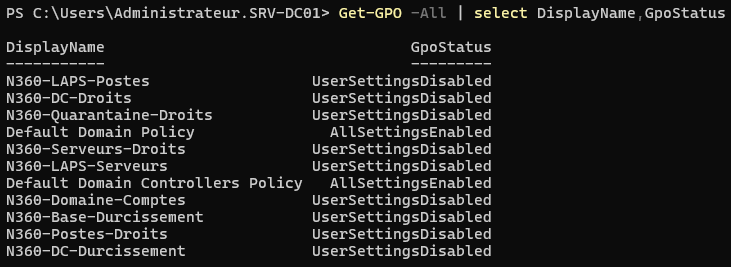 PS C:\Users\Administrateur.SRV-DC01> Get-GPO -All | select DisplayName,GpoStatus
DisplayName GpoStatus
----------- ---------
N360-LAPS-Postes UserSettingsDisabled
N360-DC-Droits UserSettingsDisabled
N360-Quarantaine-Droits UserSettingsDisabled
Default Domain Policy AllSettingsEnabled
N360-Serveurs-Droits UserSettingsDisabled
N360-LAPS-Serveurs UserSettingsDisabled
Default Domain Controllers Policy AllSettingsEnabled
N360-Domaine-Comptes UserSettingsDisabled
N360-Base-Durcissement UserSettingsDisabled
N360-Postes-Droits UserSettingsDisabled
N360-DC-Durcissement UserSettingsDisabled